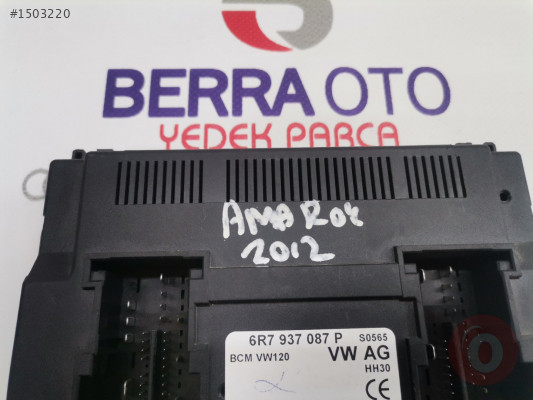 #1503220
BERRA OTO
YEDEK PARÇA
AMAROK
2012
6R7 937 087 P S0565
BCM VW120 VW AG
HH30
CE